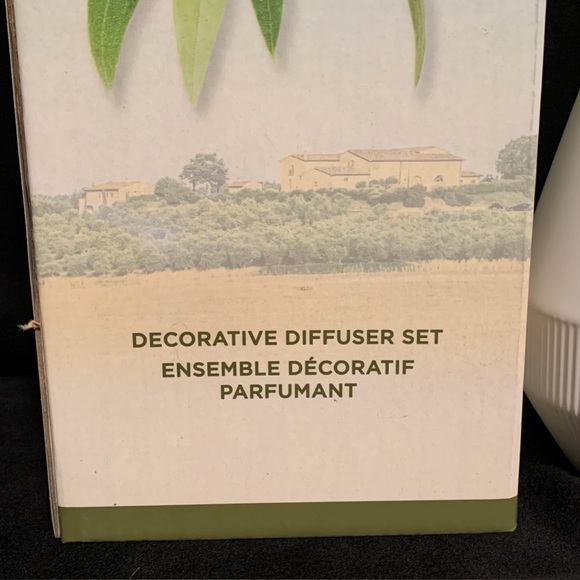 DECORATIVE DIFFUSER SET
ENSEMBLE DÉCORATIF
PARFUMANT